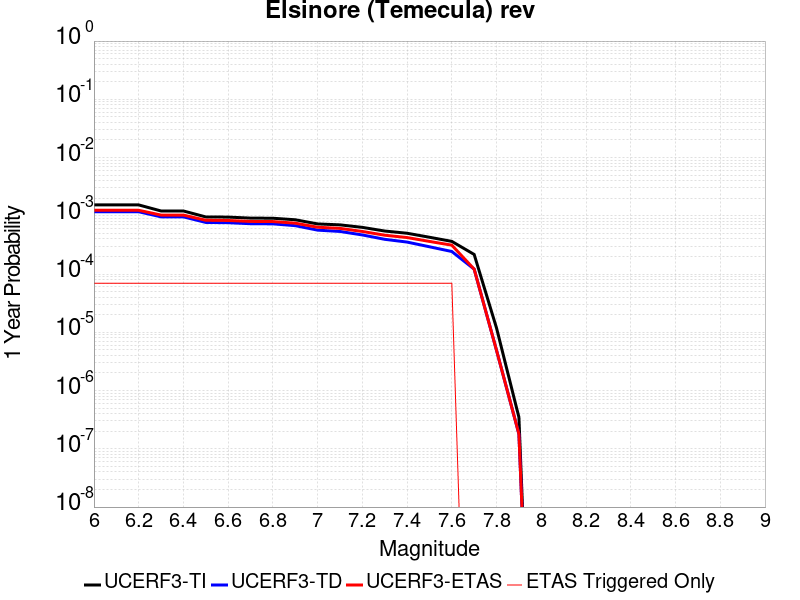 Elsinore (Temecula) rev
10^0
10^-1
10^-2
10^-3
10^-4
10^-5
10^-6
10^-7
10^-8
1 Year Probability
6 6.2 6.4 6.6 6.8 7 7.2 7.4 7.6 7.8 8 8.2 8.4 8.6 8.8 9
Magnitude
UCERF3-TI UCERF3-TD UCERF3-ETAS ETAS Triggered Only